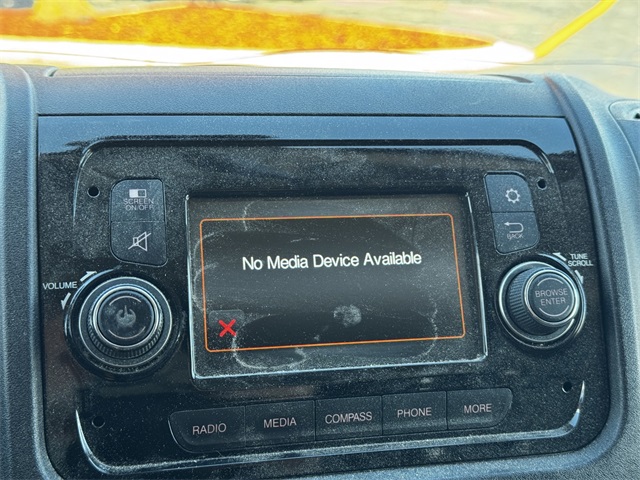 SCREEN
ON/OFF
BACK
No Media Device Available
VOLUME
TUNE
SCROLL
BROWSE
ENTER
RADIO
MEDIA
COMPASS
PHONE
MORE